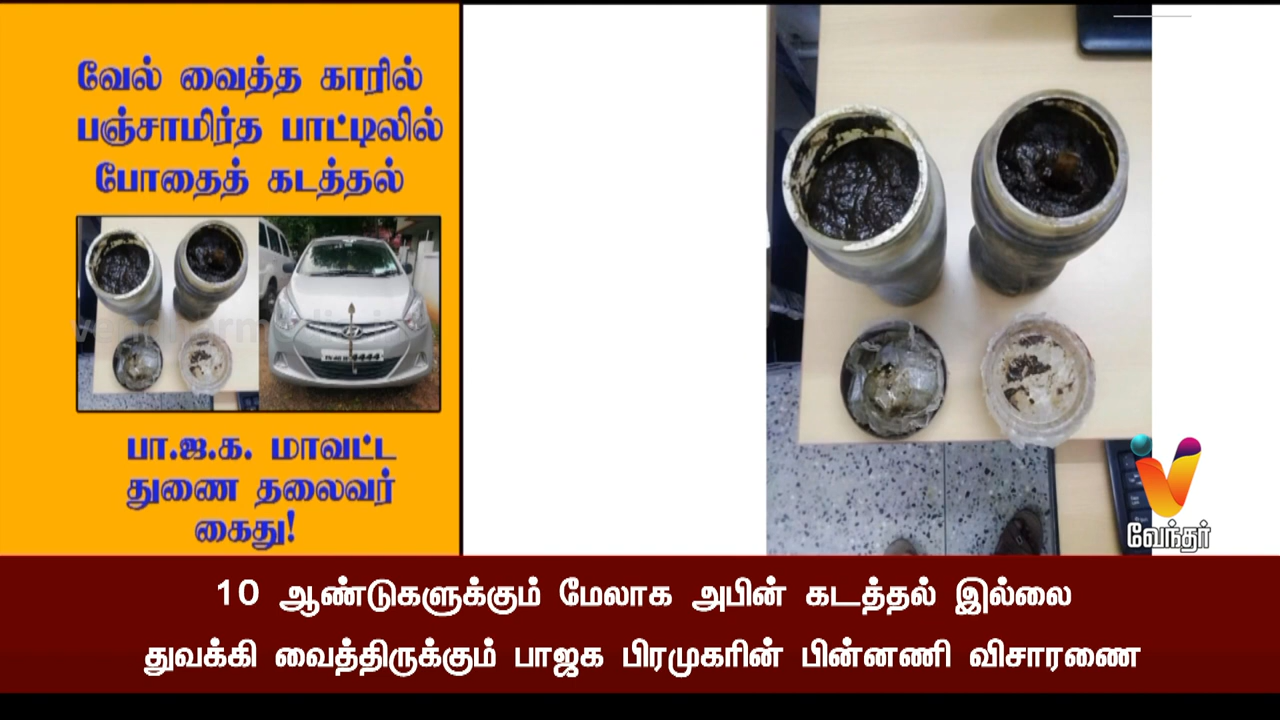 வேல் வைத்த காரில்
பஞ்சாமிர்த பாட்டிலில்
போதைத் கடத்தல்
பா.ஜ.க. மாவட்ட
துணை தலைவர்
கைது!
வேந்தர்
10 ஆண்டுகளுக்கும் மேலாக அபின் கடத்தல் இல்லை
துவக்கி வைத்திருக்கும் பாஜக பிரமுகரின் பின்னணி விசாரணை